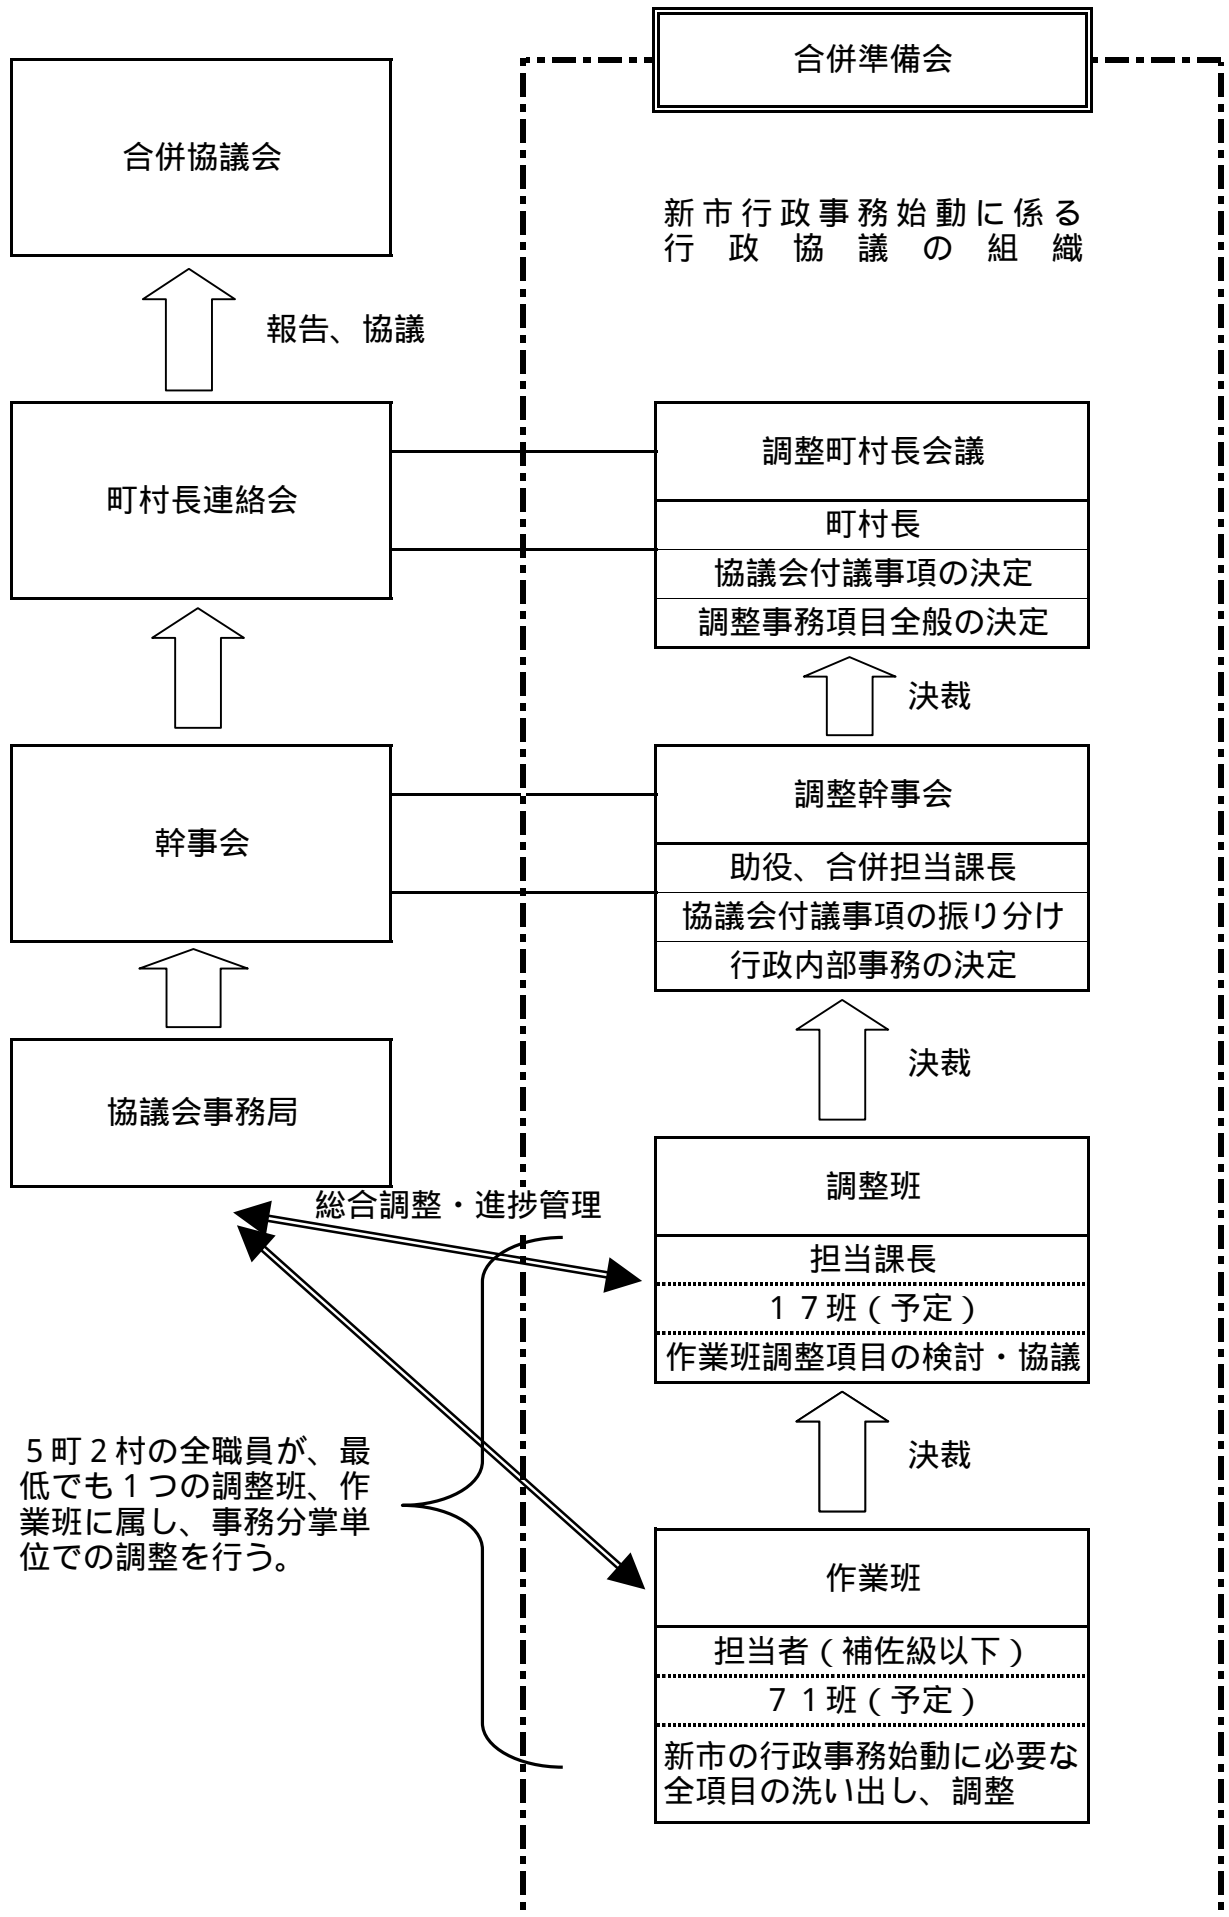 合併準備会
合併協議会
新市行政事務始動に係る
行政協議の組織
報告、協議
町村長連絡会
調整町村長会議
町村長
協議会付議事項の決定
調整事務項目全般の決定
決裁
幹事会
調整幹事会
助役、合併担当課長
協議会付議事項の振り分け
行政内部事務の決定
決裁
協議会事務局
総合調整・進捗管理
調整班
担当課長
１７班（予定）
作業班調整項目の検討・協議
決裁
５町２村の全職員が、最
低でも１つの調整班、作
業班に属し、事務分掌単
位での調整を行う。
作業班
担当者（補佐級以下）
７１班（予定）
新市の行政事務始動に必要な
全項目の洗い出し、調整